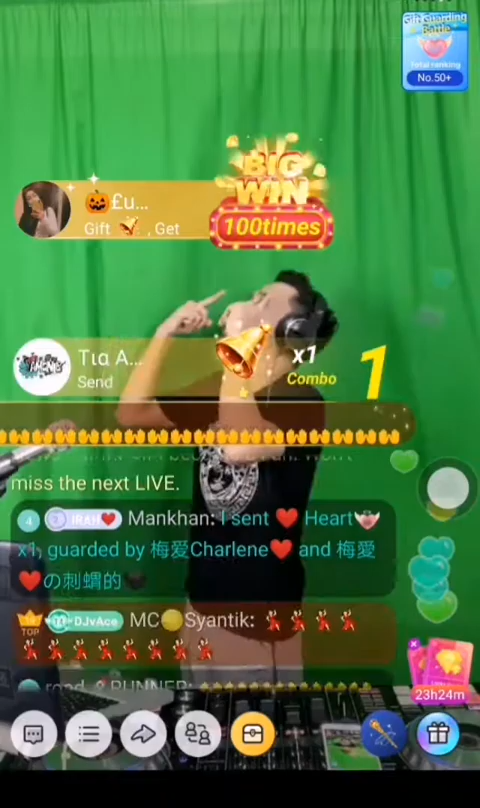 Gift Guarding
Battle
Total ranking
No.50+
BIG
WIN
100times
🎃£u...
Gift 🔔 , Get
Tια A...
Send
x1
Combo
1
miss the next LIVE.
4 Mankhan: I sent ❤️ Heart
x1, guarded by 梅爱Charlene❤️ and 梅愛
❤️の刺蝟的🖤
TOP DJvAce MC🟡Syantik: 💃💃💃💃
💃💃💃💃💃💃💃💃
23h24m